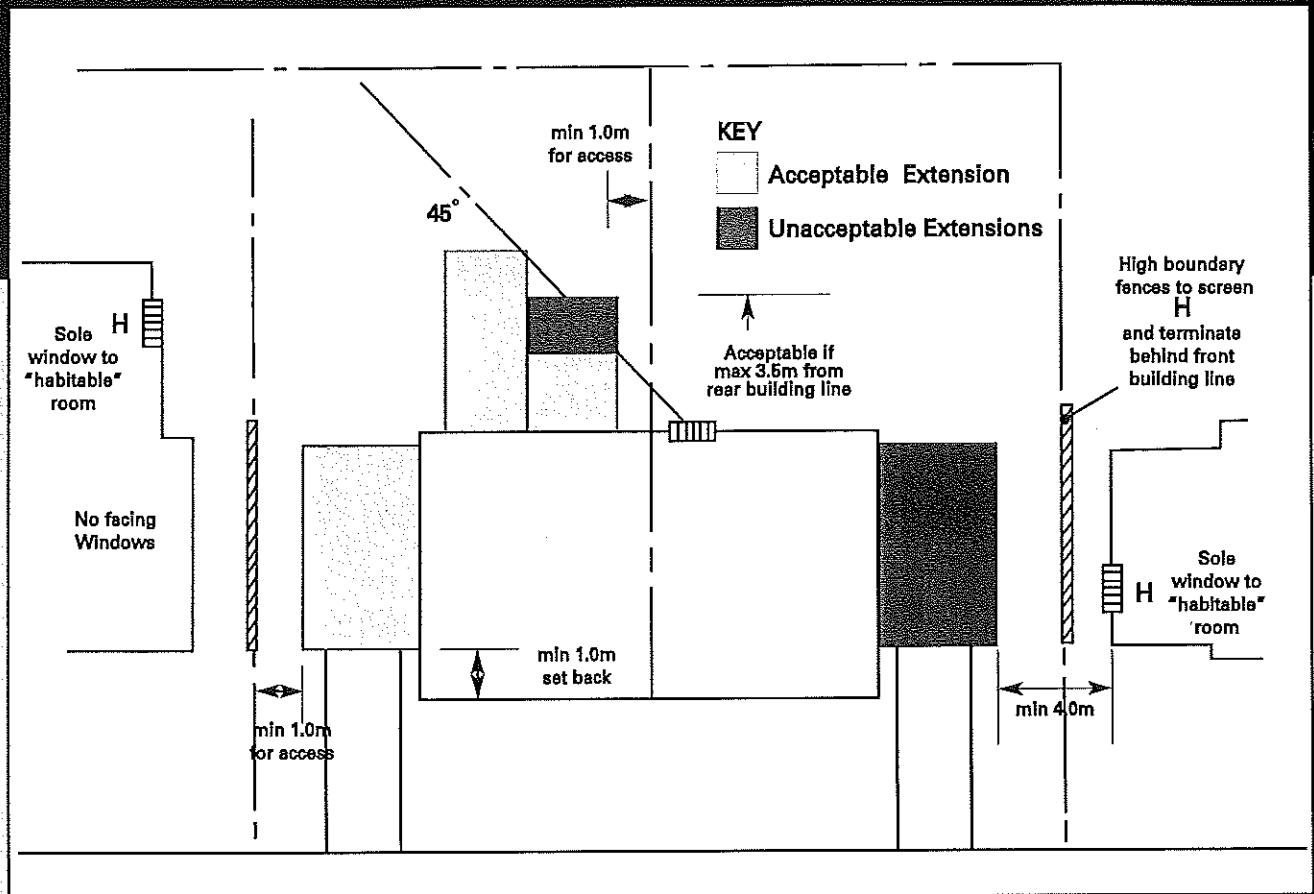 min 1.0m
for access
KEY
Acceptable Extension
Unacceptable Extensions
45°
High boundary
fences to screen
H
and terminate
behind front
building line
H
Sole
window to
"habitable"
room
Acceptable if
max 3.5m from
rear building line
No facing
Windows
H
Sole
window to
"habitable"
room
min 1.0m
set back
min 4.0m
min 1.0m
for access